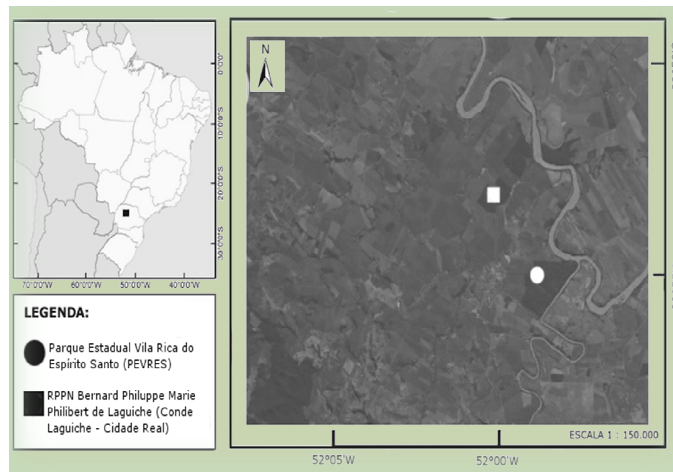 N
0°0'0"
10°0'0"S
20°0'0"S
30°0'0"S
70°0'0"W 60°0'0"W 50°0'0"W 40°0'0"W
LEGENDA:
Parque Estadual Vila Rica do
Espírito Santo (PEVRES)
RPPN Bernard Philuppe Marie
Philibert de Laguiche (Conde
Laguiche - Cidade Real)
ESCALA 1 : 150.000
52°05'W 52°00'W